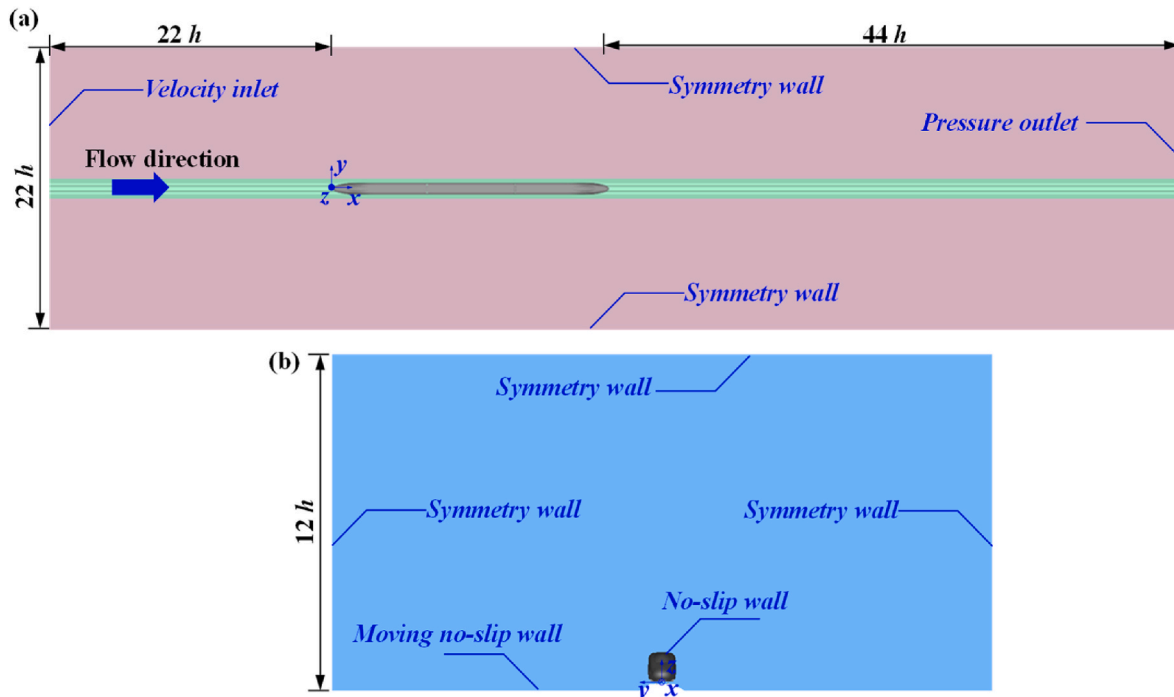 (a)
22 h
44 h
Velocity inlet
Symmetry wall
Pressure outlet
Flow direction
y
z
x
22 h
Symmetry wall
(b)
Symmetry wall
12 h
Symmetry wall
Symmetry wall
No-slip wall
Moving no-slip wall
z
y
x